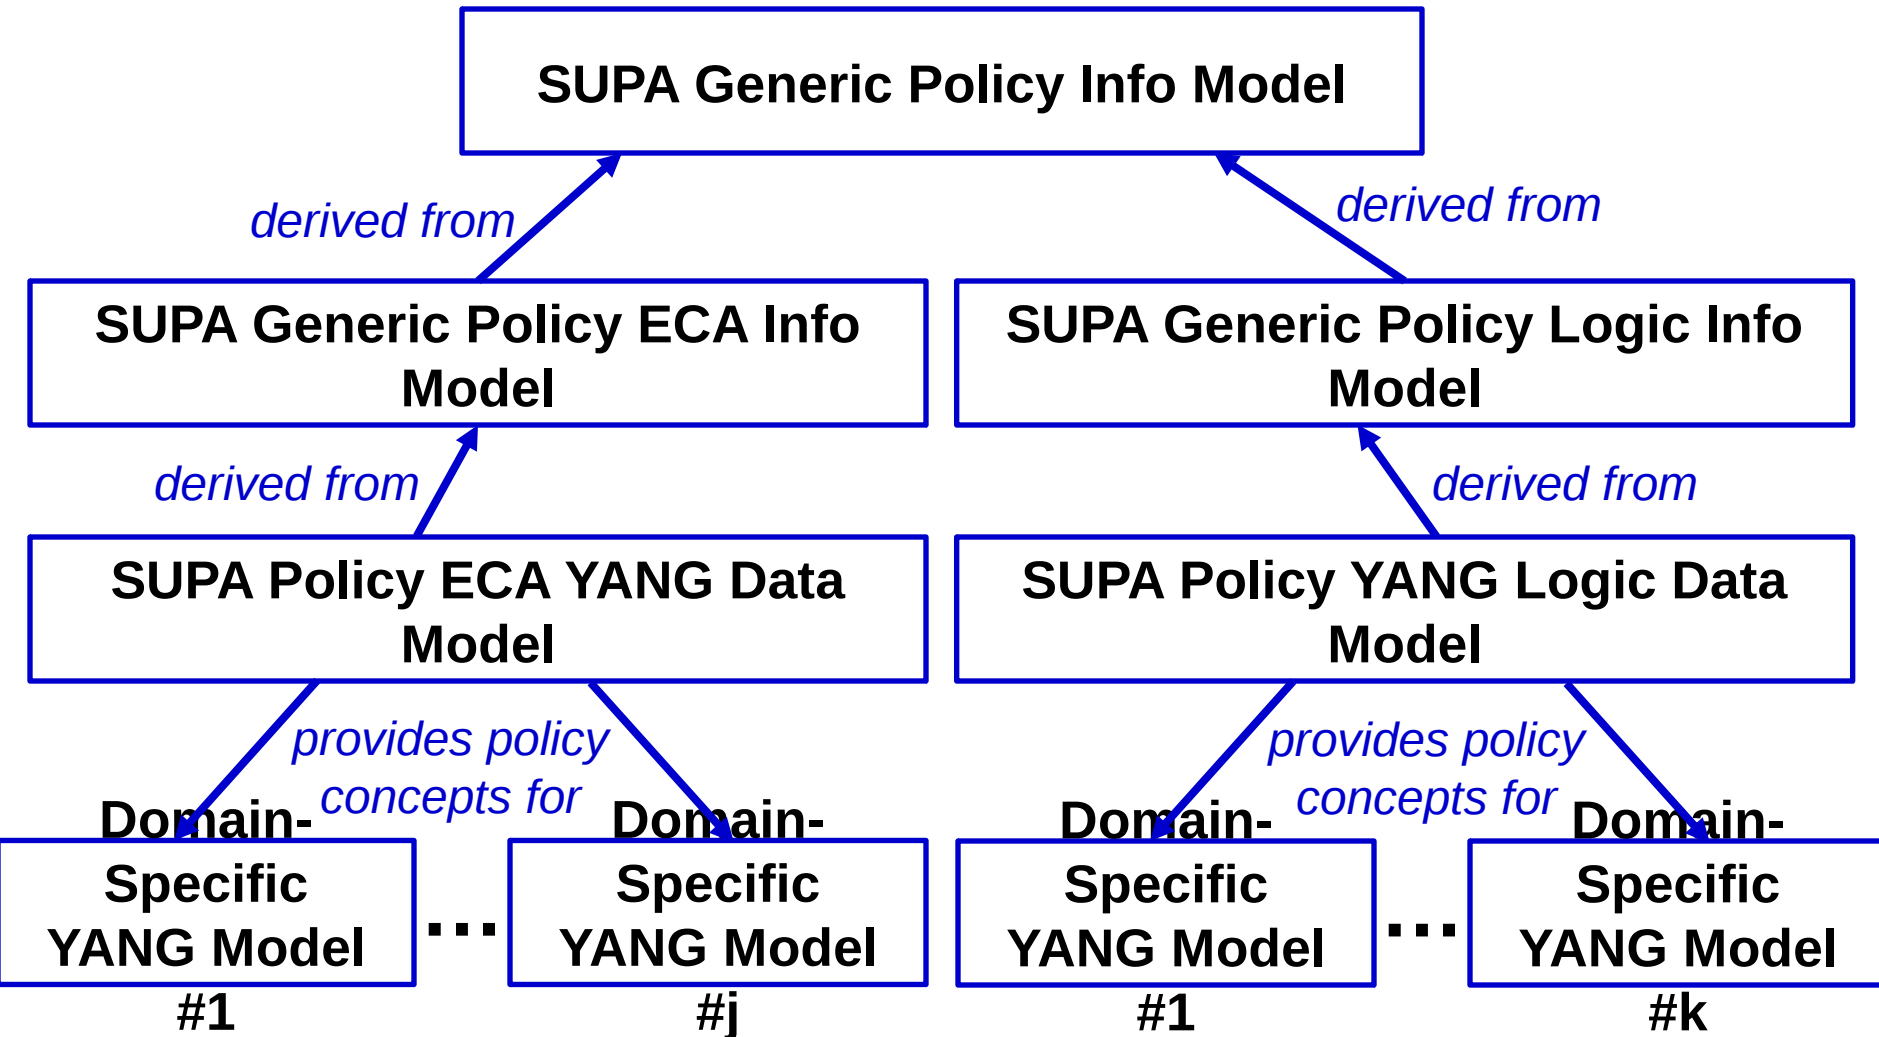 SUPA Generic Policy Info Model
derived from
derived from
SUPA Generic Policy ECA Info
Model
SUPA Generic Policy Logic Info
Model
derived from
derived from
SUPA Policy ECA YANG Data
Model
SUPA Policy YANG Logic Data
Model
provides policy
concepts for
provides policy
concepts for
Domain-
Specific
YANG Model
#1
...
Domain-
Specific
YANG Model
#j
Domain-
Specific
YANG Model
#1
...
Domain-
Specific
YANG Model
#k